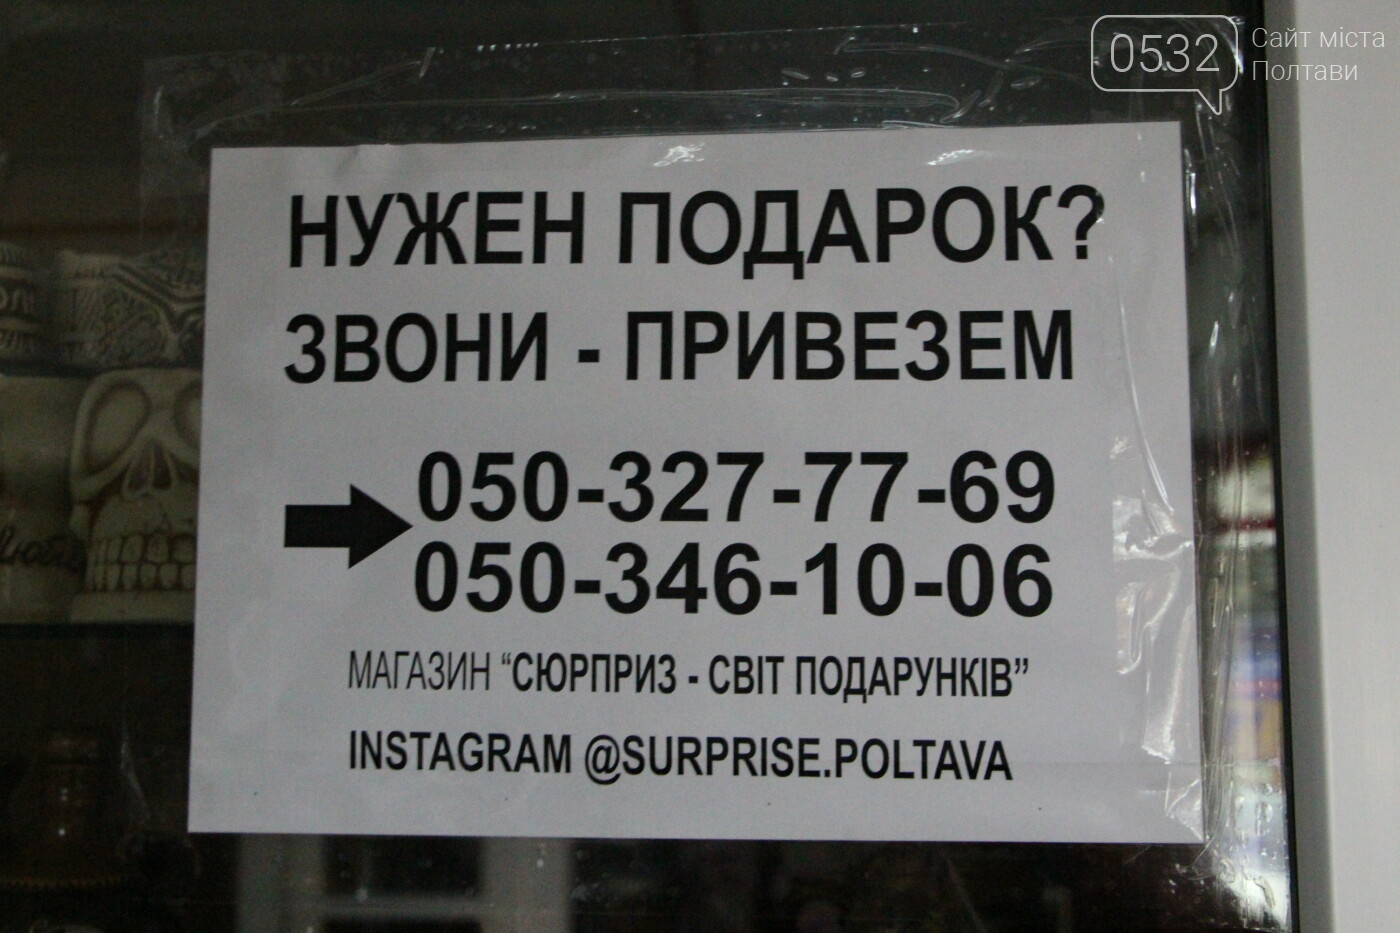 0532
Сайт міста
Полтави
НУЖЕН ПОДАРОК?
ЗВОНИ - ПРИВЕЗЕМ
050-327-77-69
050-346-10-06
МАГАЗИН “СЮРПРИЗ - СВІТ ПОДАРУНКІВ”
INSTAGRAM @SURPRISE.POLTAVA